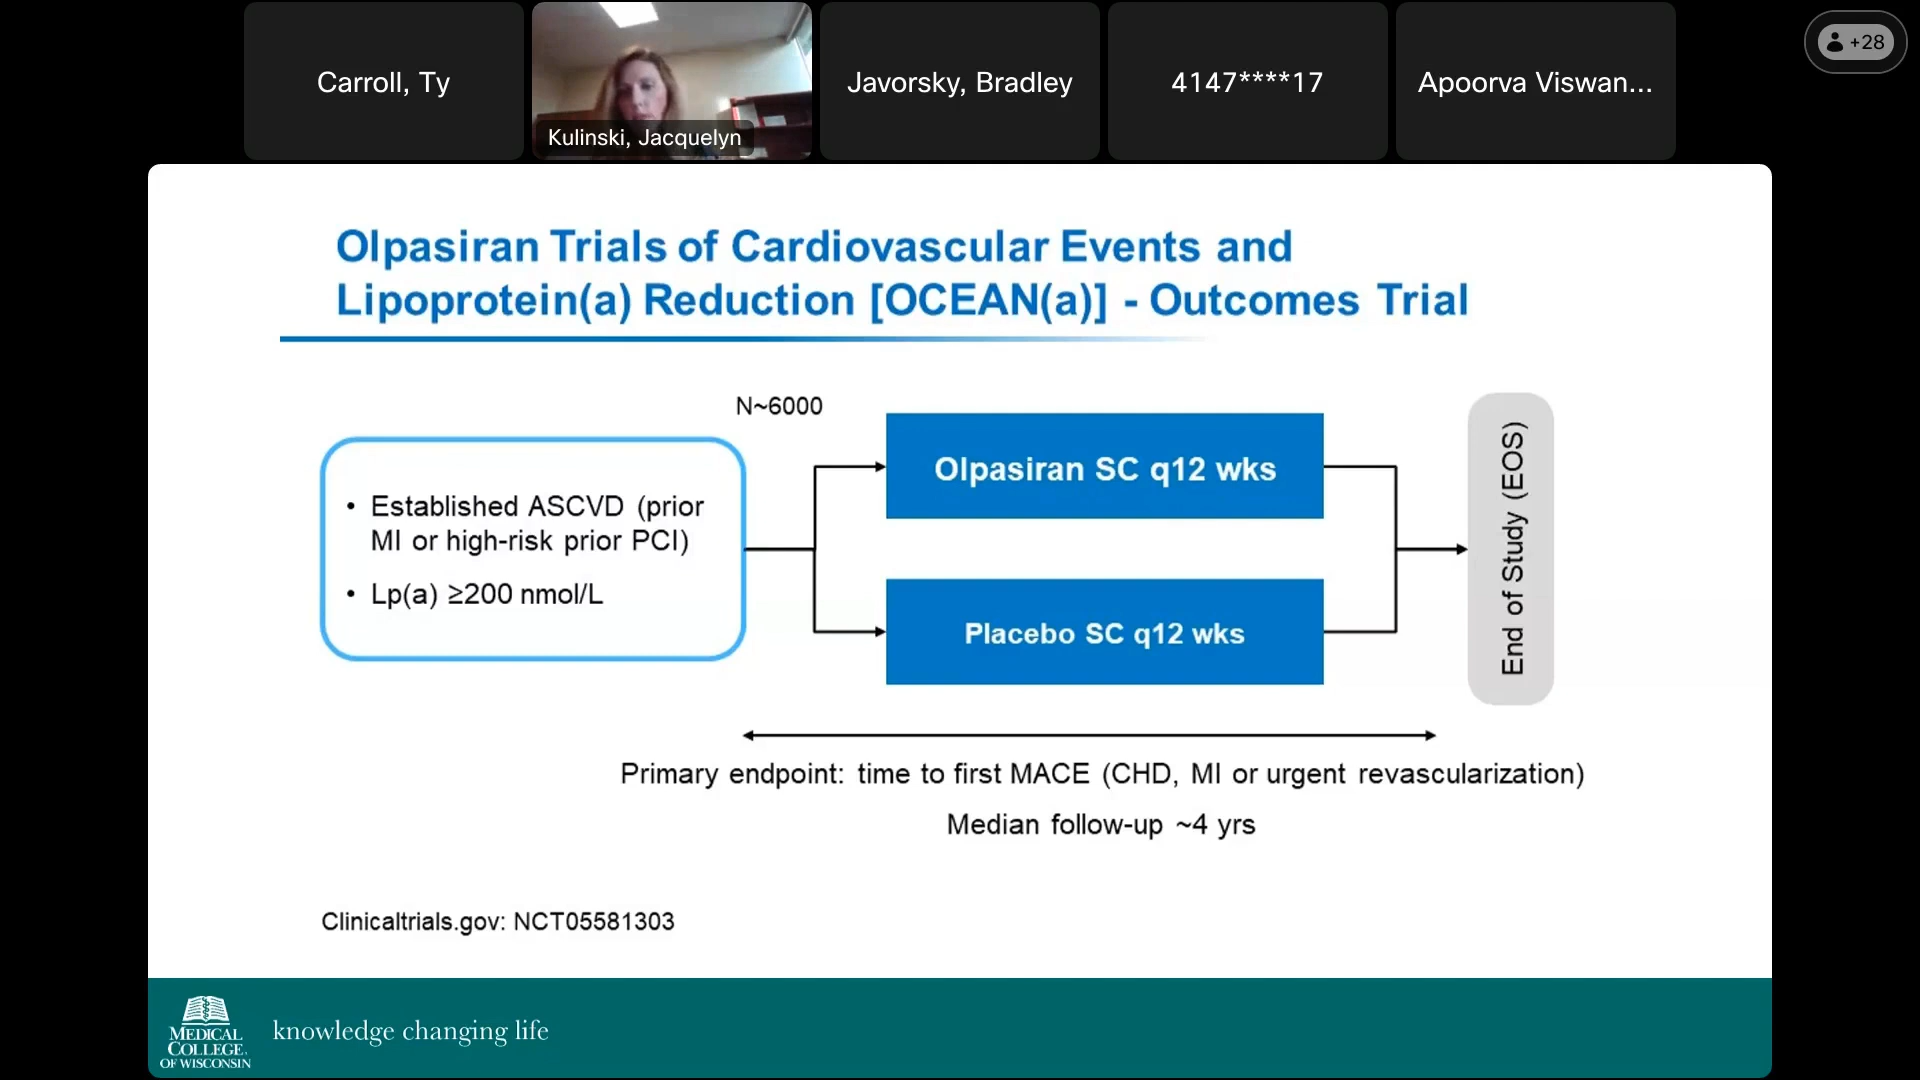 Carroll, Ty
Kulinski, Jacquelyn
Javorsky, Bradley
4147****17
Apoorva Viswan...
+28
Olpasiran Trials of Cardiovascular Events and
Lipoprotein(a) Reduction [OCEAN(a)] - Outcomes Trial
N~6000
• Established ASCVD (prior
MI or high-risk prior PCI)
• Lp(a) ≥200 nmol/L
Olpasiran SC q12 wks
Placebo SC q12 wks
End of Study (EOS)
Primary endpoint: time to first MACE (CHD, MI or urgent revascularization)
Median follow-up ~4 yrs
Clinicaltrials.gov: NCT05581303
MEDICAL
COLLEGE
OF WISCONSIN
knowledge changing life